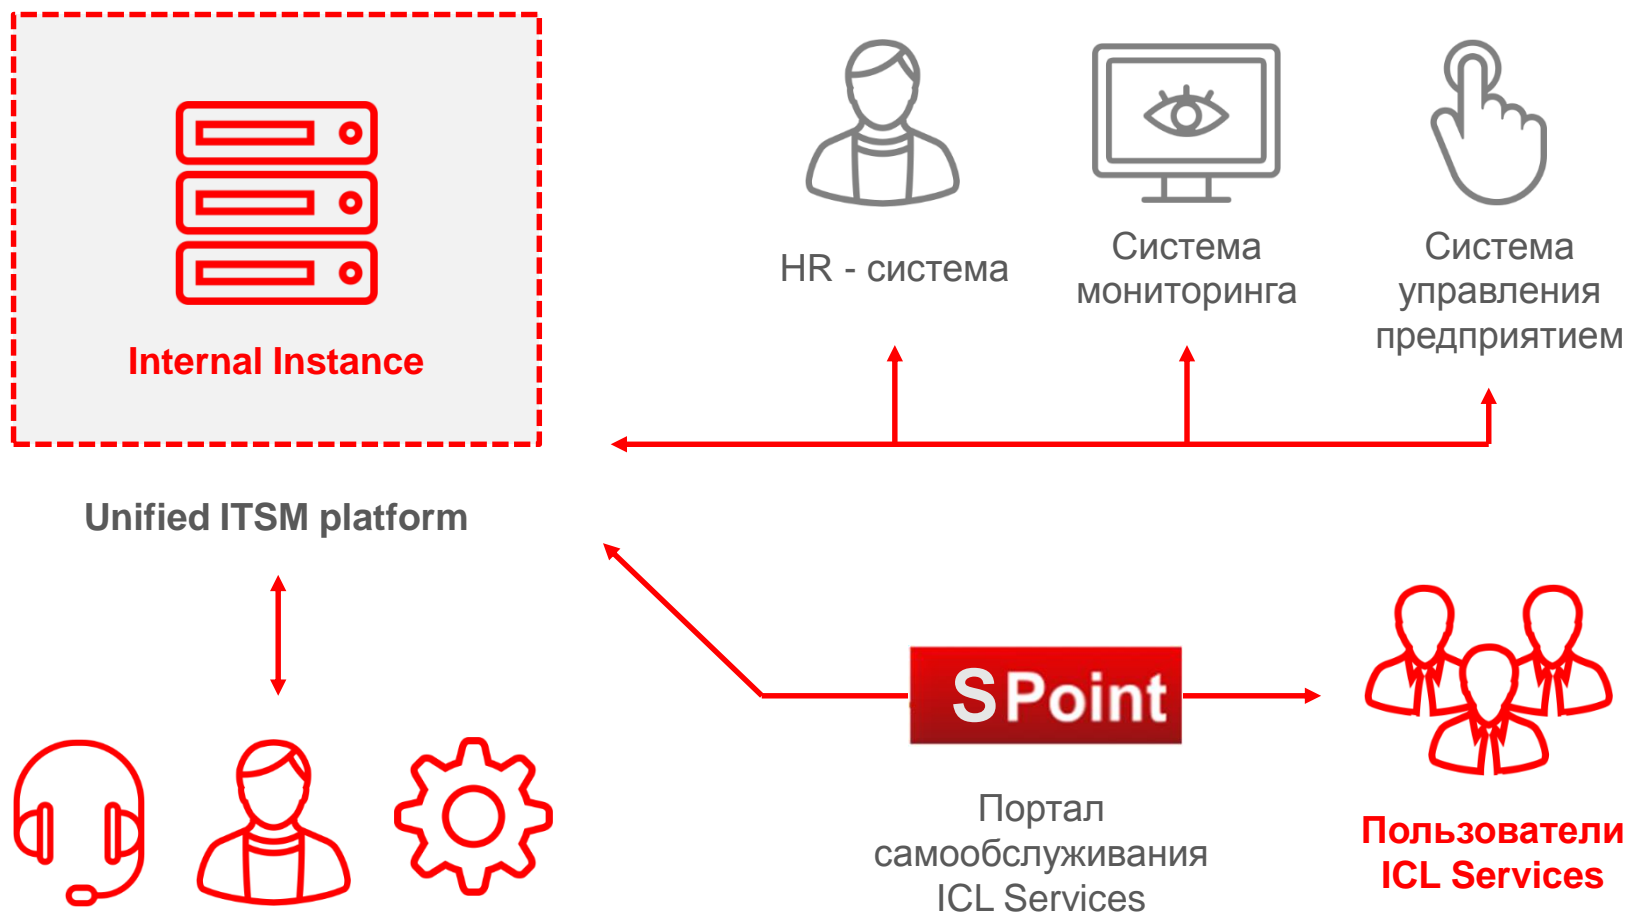 Internal Instance
Unified ITSM platform
HR - система
Система
мониторинга
Система
управления
предприятием
S Point
Портал
самообслуживания
ICL Services
Пользователи
ICL Services